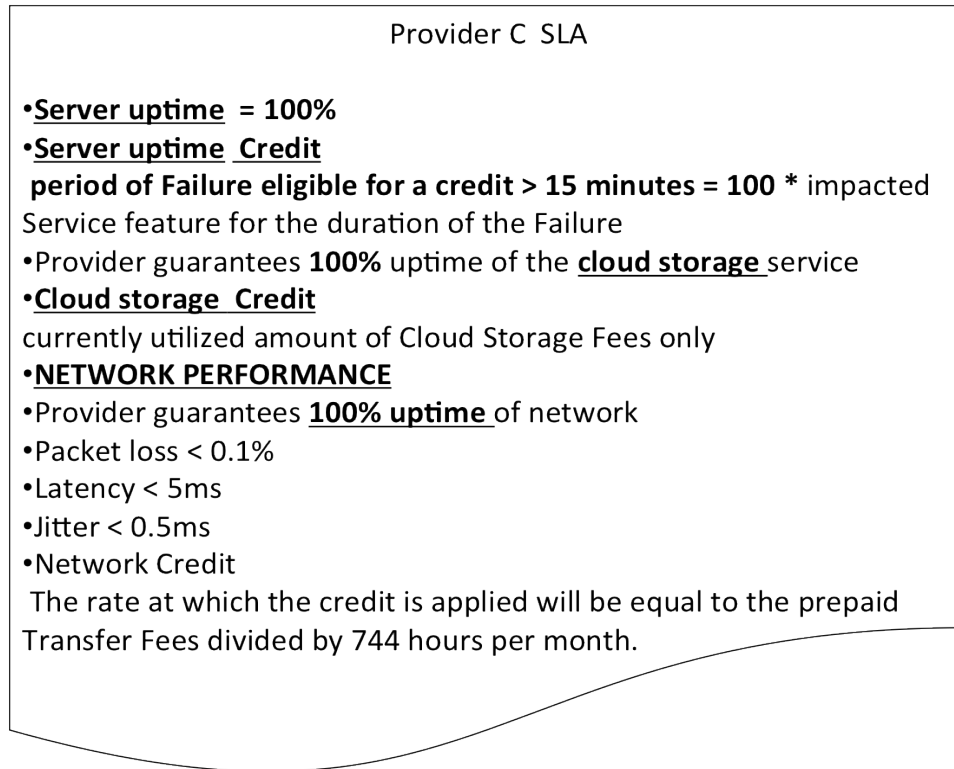 Provider C SLA
•Server uptime = 100%
•Server uptime Credit
period of Failure eligible for a credit > 15 minutes = 100 * impacted
Service feature for the duration of the Failure
•Provider guarantees 100% uptime of the cloud storage service
•Cloud storage Credit
currently utilized amount of Cloud Storage Fees only
•NETWORK PERFORMANCE
•Provider guarantees 100% uptime of network
•Packet loss < 0.1%
•Latency < 5ms
•Jitter < 0.5ms
•Network Credit
The rate at which the credit is applied will be equal to the prepaid
Transfer Fees divided by 744 hours per month.